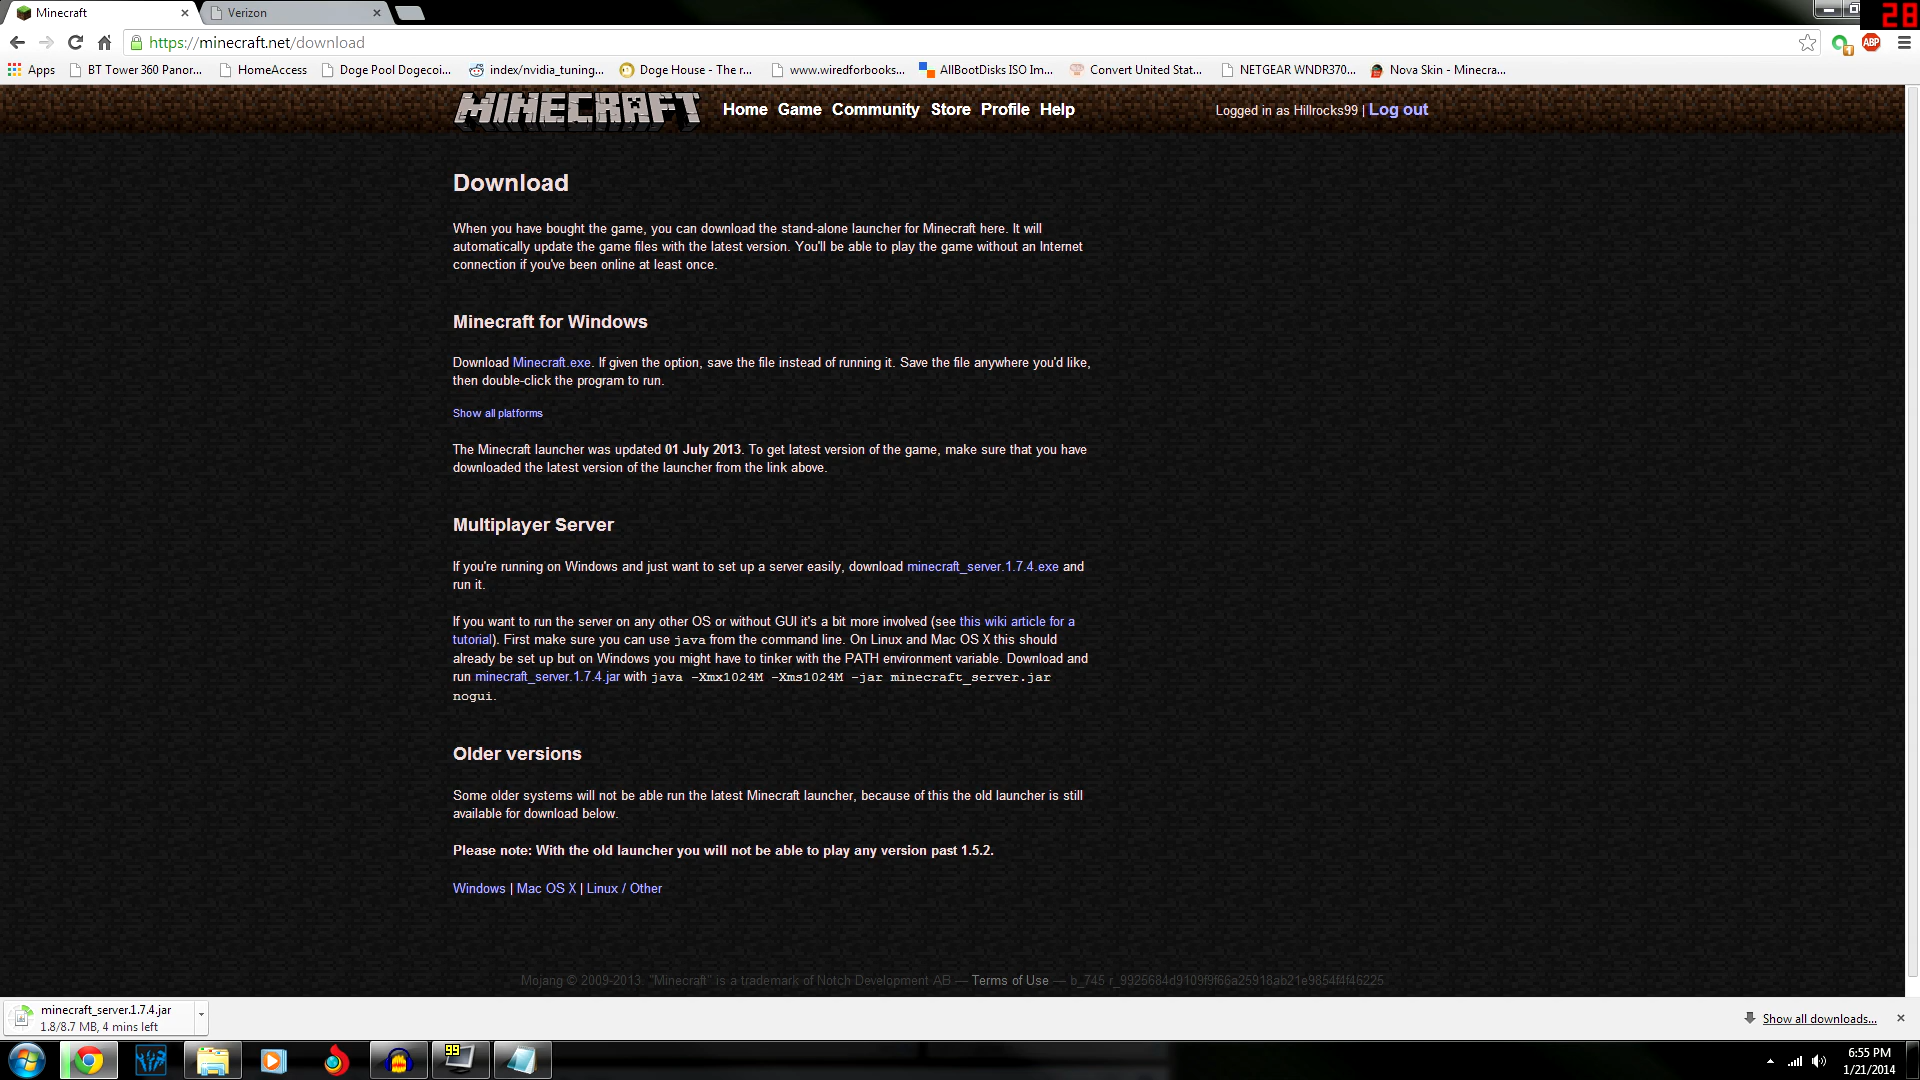 Minecraft
Verizon
28
https://minecraft.net/download
ABP
Apps
BT Tower 360 Panor...
HomeAccess
Doge Pool Dogecoi...
index/nvidia_tuning...
Doge House - The r...
www.wiredforbooks...
AllBootDisks ISO Im...
Convert United Stat...
NETGEAR WNDR370...
Nova Skin - Minecra...
MINECRAFT
Home Game Community Store Profile Help
Logged in as Hillrocks99 | Log out
Download
When you have bought the game, you can download the stand-alone launcher for Minecraft here. It will
automatically update the game files with the latest version. You'll be able to play the game without an Internet
connection if you've been online at least once.
Minecraft for Windows
Download Minecraft.exe. If given the option, save the file instead of running it. Save the file anywhere you'd like,
then double-click the program to run.
Show all platforms
The Minecraft launcher was updated 01 July 2013. To get latest version of the game, make sure that you have
downloaded the latest version of the launcher from the link above.
Multiplayer Server
If you're running on Windows and just want to set up a server easily, download minecraft_server.1.7.4.exe and
run it.
If you want to run the server on any other OS or without GUI it's a bit more involved (see this wiki article for a
tutorial). First make sure you can use java from the command line. On Linux and Mac OS X this should
already be set up but on Windows you might have to tinker with the PATH environment variable. Download and
run minecraft_server.1.7.4.jar with java -Xmx1024M -Xms1024M -jar minecraft_server.jar
nogui.
Older versions
Some older systems will not be able run the latest Minecraft launcher, because of this the old launcher is still
available for download below.
Please note: With the old launcher you will not be able to play any version past 1.5.2.
Windows | Mac OS X | Linux / Other
Mojang © 2009-2013. "Minecraft" is a trademark of Notch Development AB — Terms of Use — b_745 r_9925684d9109f9f66a25918ab21e9854f4f46225
minecraft_server.1.7.4.jar
1.8/8.7 MB, 4 mins left
Show all downloads...
99
6:55 PM
1/21/2014